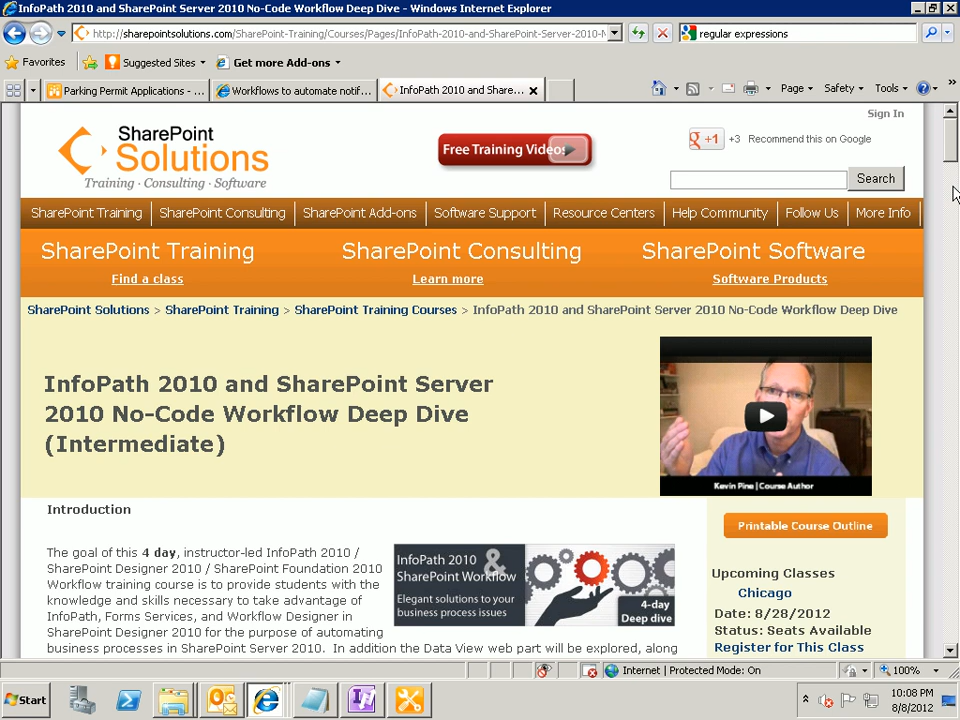 InfoPath 2010 and SharePoint Server 2010 No-Code Workflow Deep Dive - Windows Internet Explorer
http://sharepointsolutions.com/SharePoint-Training/Courses/Pages/InfoPath-2010-and-SharePoint-Server-2010-N
regular expressions
Favorites
Suggested Sites
Get more Add-ons
Parking Permit Applications - ...
Workflows to automate notif...
InfoPath 2010 and Share...
Page
Safety
Tools
Sign In
SharePoint
Solutions
Training · Consulting · Software
Free Training Videos
+1
+3 Recommend this on Google
Search
SharePoint Training
SharePoint Consulting
SharePoint Add-ons
Software Support
Resource Centers
Help Community
Follow Us
More Info
SharePoint Training
SharePoint Consulting
SharePoint Software
Find a class
Learn more
Software Products
SharePoint Solutions > SharePoint Training > SharePoint Training Courses > InfoPath 2010 and SharePoint Server 2010 No-Code Workflow Deep Dive
InfoPath 2010 and SharePoint Server
2010 No-Code Workflow Deep Dive
(Intermediate)
Kevin Pine | Course Author
Introduction
The goal of this 4 day, instructor-led InfoPath 2010 /
SharePoint Designer 2010 / SharePoint Foundation 2010
Workflow training course is to provide students with the
knowledge and skills necessary to take advantage of
InfoPath, Forms Services, and Workflow Designer in
SharePoint Designer 2010 for the purpose of automating
business processes in SharePoint Server 2010. In addition the Data View web part will be explored, along
InfoPath 2010 &
SharePoint Workflow
Elegant solutions to your
business process issues
4-day
Deep dive
Printable Course Outline
Upcoming Classes
Chicago
Date: 8/28/2012
Status: Seats Available
Register for This Class
Internet | Protected Mode: On
100%
Start
10:08 PM
8/8/2012